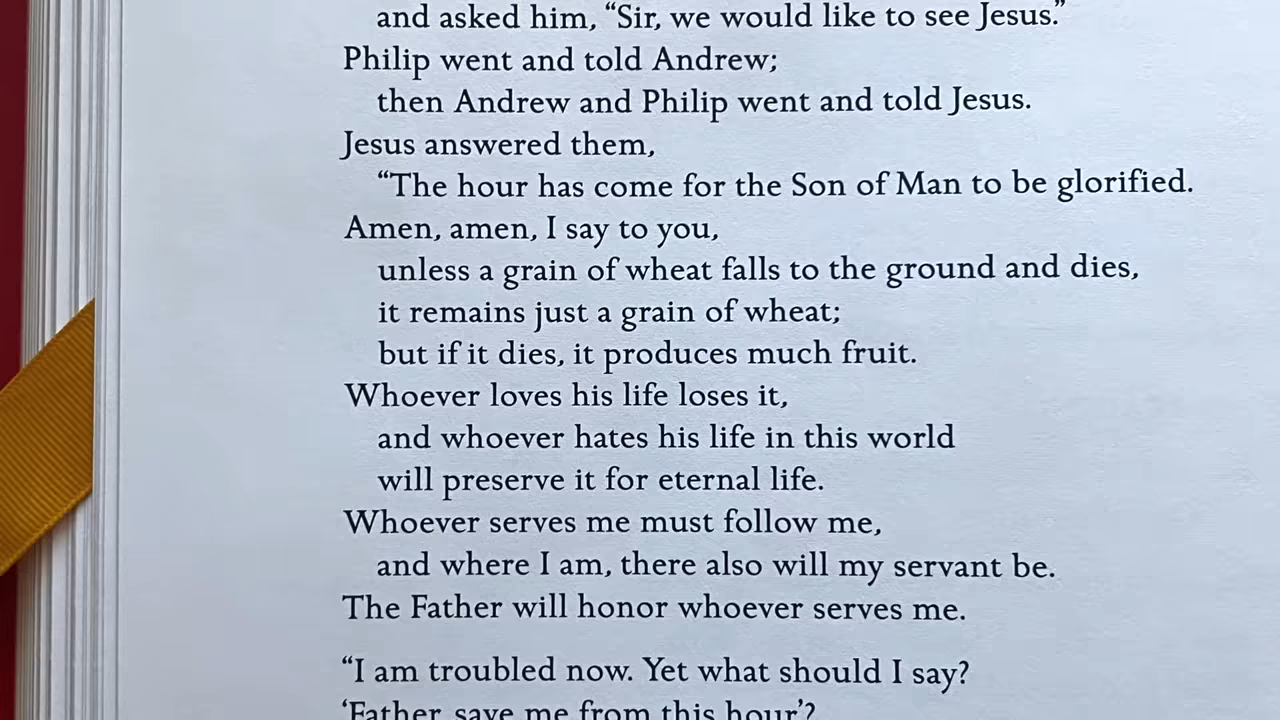 and asked him, “Sir, we would like to see Jesus.”
Philip went and told Andrew;
then Andrew and Philip went and told Jesus.
Jesus answered them,
“The hour has come for the Son of Man to be glorified.
Amen, amen, I say to you,
unless a grain of wheat falls to the ground and dies,
it remains just a grain of wheat;
but if it dies, it produces much fruit.
Whoever loves his life loses it,
and whoever hates his life in this world
will preserve it for eternal life.
Whoever serves me must follow me,
and where I am, there also will my servant be.
The Father will honor whoever serves me.
“I am troubled now. Yet what should I say?
‘Father, save me from this hour’?